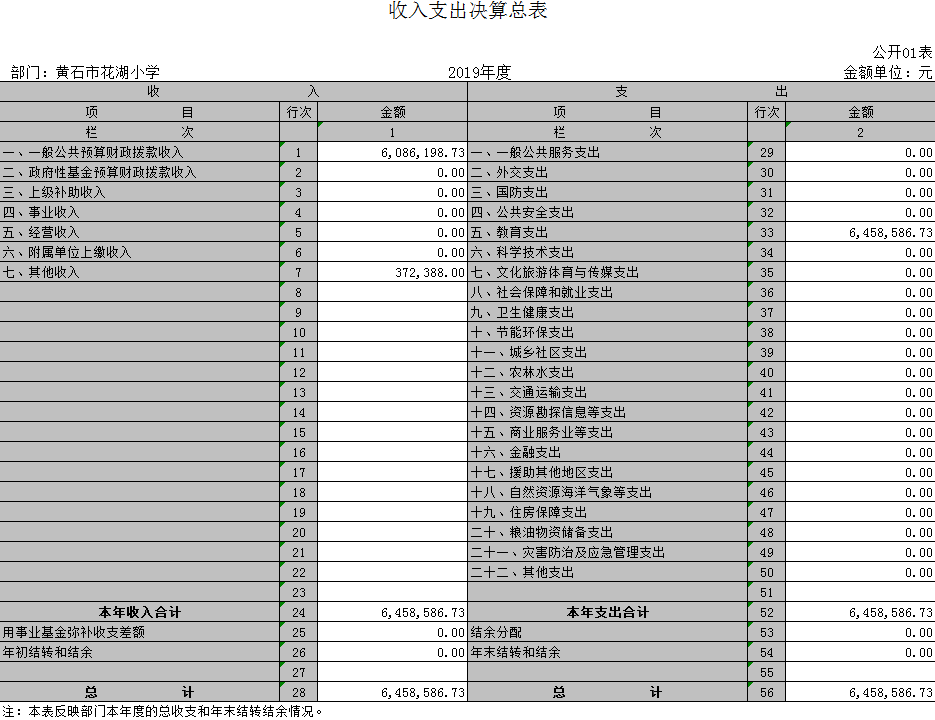 收入支出决算总表
公开01表
部门：黄石市花湖小学 2019年度 金额单位：元
收 入 支 出
项 目 行次 金额 项 目 行次 金额
栏 次 1 栏 次 2
一、一般公共预算财政拨款收入 1 6,086,198.73 一、一般公共服务支出 29 0.00
二、政府性基金预算财政拨款收入 2 0.00 二、外交支出 30 0.00
三、上级补助收入 3 0.00 三、国防支出 31 0.00
四、事业收入 4 0.00 四、公共安全支出 32 0.00
五、经营收入 5 0.00 五、教育支出 33 6,458,586.73
六、附属单位上缴收入 6 0.00 六、科学技术支出 34 0.00
七、其他收入 7 372,388.00 七、文化旅游体育与传媒支出 35 0.00
8 八、社会保障和就业支出 36 0.00
9 九、卫生健康支出 37 0.00
10 十、节能环保支出 38 0.00
11 十一、城乡社区支出 39 0.00
12 十二、农林水支出 40 0.00
13 十三、交通运输支出 41 0.00
14 十四、资源勘探信息等支出 42 0.00
15 十五、商业服务业等支出 43 0.00
16 十六、金融支出 44 0.00
17 十七、援助其他地区支出 45 0.00
18 十八、自然资源海洋气象等支出 46 0.00
19 十九、住房保障支出 47 0.00
20 二十、粮油物资储备支出 48 0.00
21 二十一、灾害防治及应急管理支出 49 0.00
22 二十二、其他支出 50 0.00
23 51
本年收入合计 24 6,458,586.73 本年支出合计 52 6,458,586.73
用事业基金弥补收支差额 25 0.00 结余分配 53 0.00
年初结转和结余 26 0.00 年末结转和结余 54 0.00
27 55
总 计 28 6,458,586.73 总 计 56 6,458,586.73
注：本表反映部门本年度的总收支和年末结转结余情况。